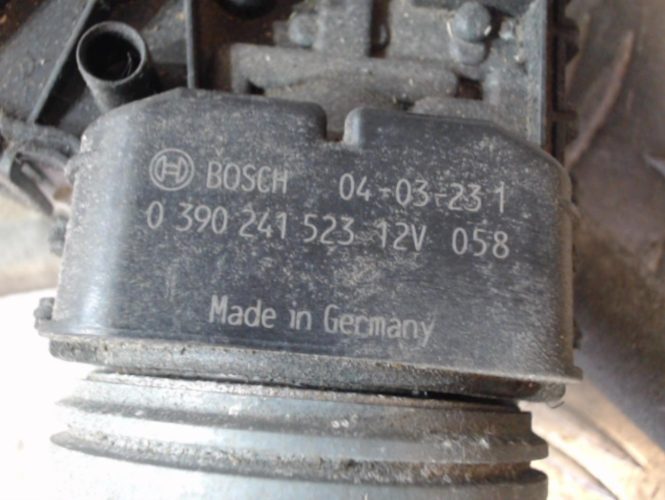 BOSCH 04-03-23 1
0 390 241 523 12V 058
Made in Germany